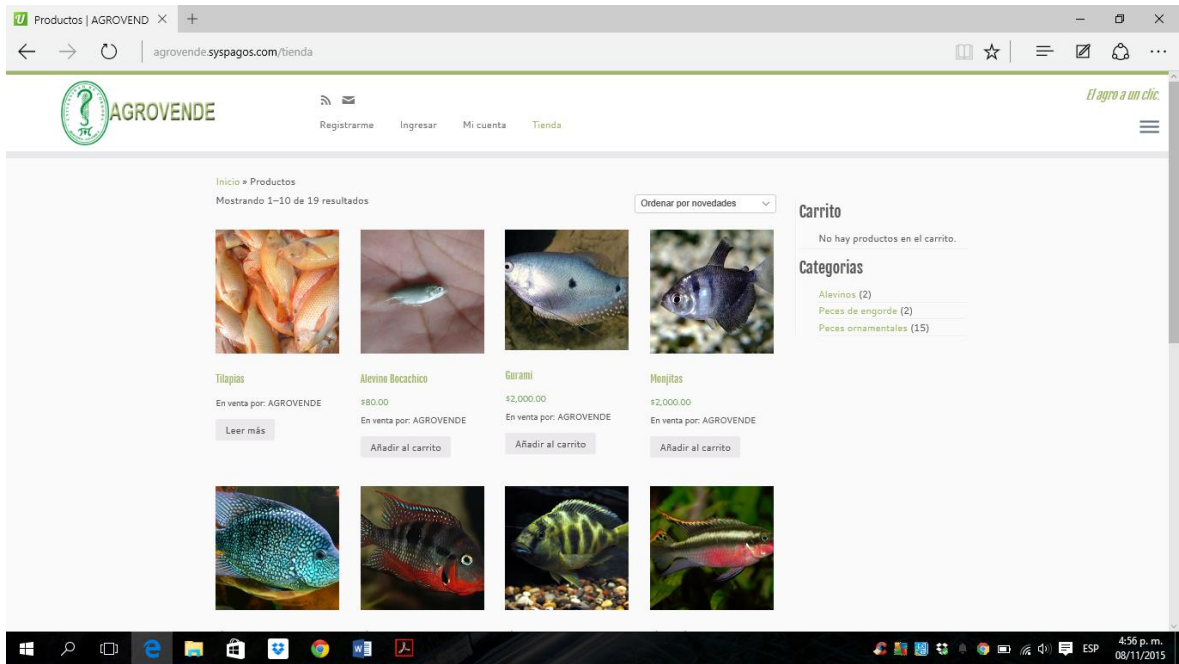 Productos | AGROVEND
agrovende.syspagos.com/tienda
AGROVENDE
El agro a un clic.
Registrarme Ingresar Mi cuenta Tienda
Inicio » Productos
Mostrando 1–10 de 19 resultados
Ordenar por novedades
Carrito
No hay productos en el carrito.
Categorias
Alevinos (2)
Peces de engorde (2)
Peces ornamentales (15)
Tilapias
En venta por: AGROVENDE
Leer más
Alevino Bocachico
$80.00
En venta por: AGROVENDE
Añadir al carrito
Gurami
$2,000.00
En venta por: AGROVENDE
Añadir al carrito
Monjitas
$2,000.00
En venta por: AGROVENDE
Añadir al carrito
ESP
4:56 p. m.
08/11/2015